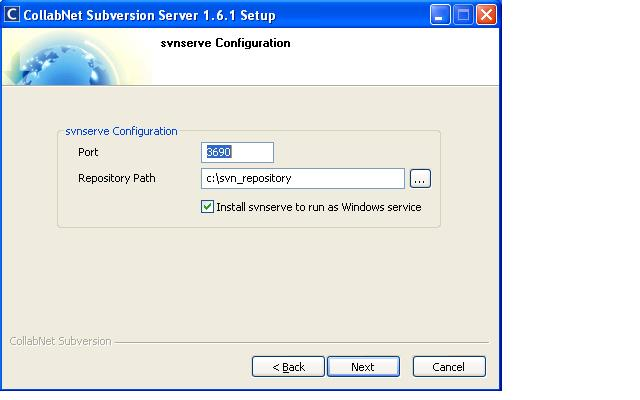 CollabNet Subversion Server 1.6.1 Setup
svnserve Configuration
svnserve Configuration
Port
3690
Repository Path
c:\svn_repository
...
Install svnserve to run as Windows service
CollabNet Subversion
< Back
Next
Cancel